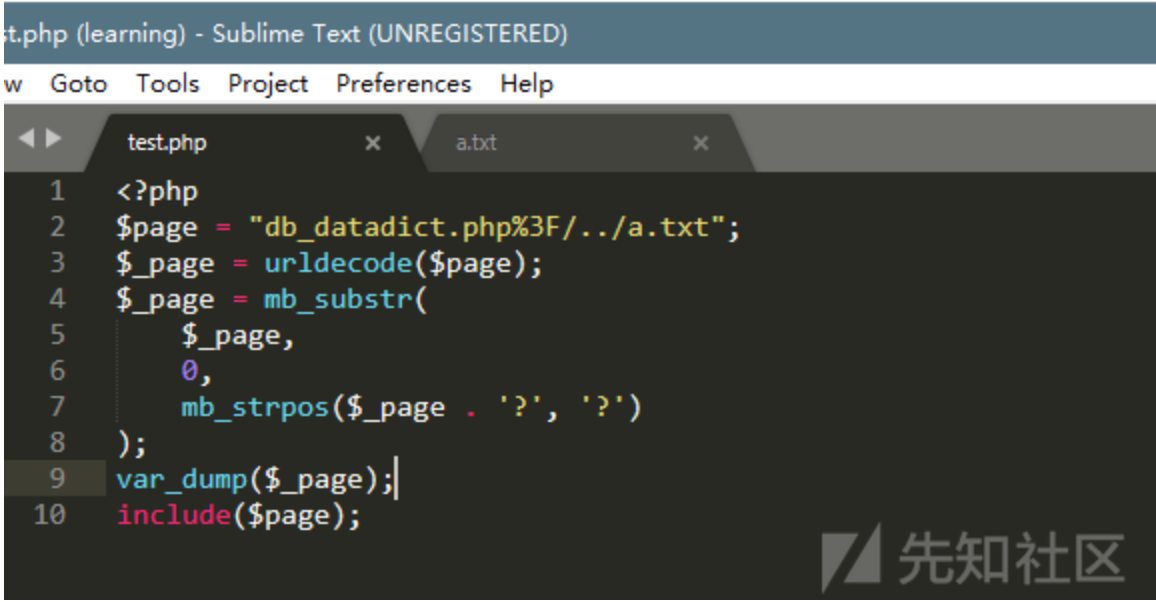 st.php (learning) - Sublime Text (UNREGISTERED)
w Goto Tools Project Preferences Help
test.php × a.txt ×
1 <?php
2 $page = "db_datadict.php%3F/../a.txt";
3 $_page = urldecode($page);
4 $_page = mb_substr(
5 $_page,
6 0,
7 mb_strpos($_page . '?', '?')
8 );
9 var_dump($_page);
10 include($page);
先知社区